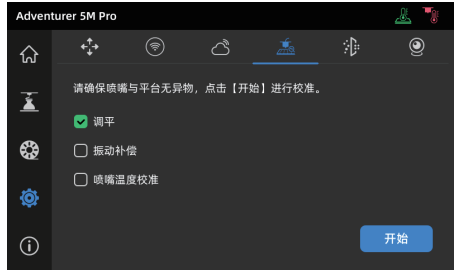 Adventurer 5M Pro
请确保喷嘴与平台无异物，点击【开始】进行校准。
调平
振动补偿
喷嘴温度校准
开始